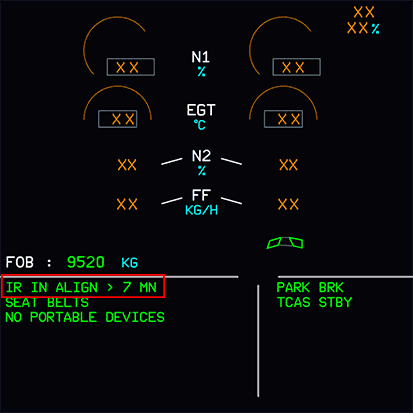 XX
XX%
XX N1 XX
%
XX EGT XX
°C
XX N2 XX
%
XX FF XX
KG/H
FOB : 9520 KG
IR IN ALIGN > 7 MN
SEAT BELTS
NO PORTABLE DEVICES
PARK BRK
TCAS STBY